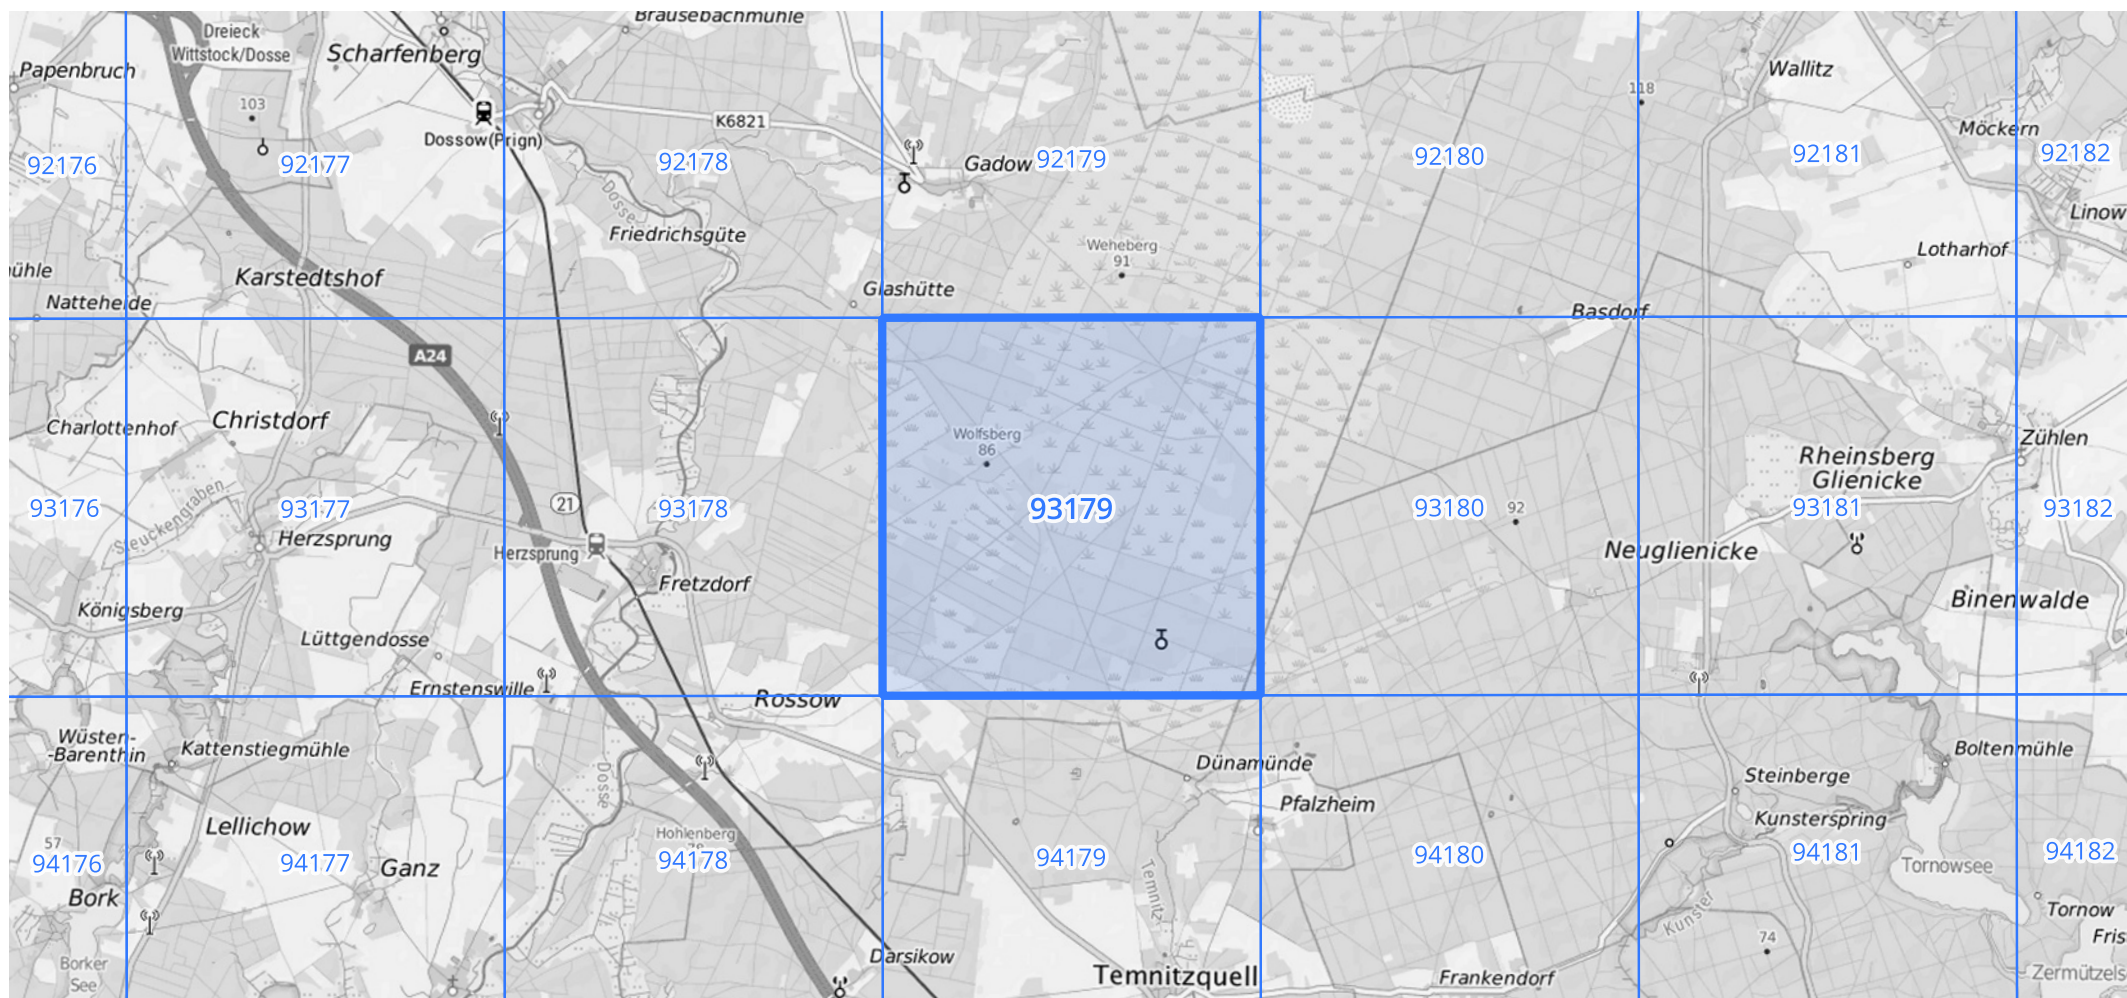 Brausebachmühle
Dreieck
Wittstock/Dosse
Scharfenberg
Papenbruch
Wallitz
103
118
K6821
Möckern
Dossow(Prign)
92176
92177
92178
Gadow
92179
92180
92181
92182
Dosse
Linow
Friedrichsgüte
Weheberg
91
Lotharhof
Karstedtshof
ühle
Natteheide
Glashütte
Basdorf
A24
Charlottenhof
Christdorf
Wolfsberg
86
Zühlen
Rheinsberg
Glienicke
21
93176
Steuckengraben
93177
93178
93179
93180
92
93181
93182
Herzsprung
Herzsprung
Neuglienicke
Fretzdorf
Königsberg
Binenwalde
Lüttgendosse
Ernstenswille
Rossow
Wüsten-
-Barenthin
Kattenstiegmühle
Dosse
Dünamünde
Boltenmühle
Steinberge
Pfalzheim
Kunsterspring
Lellichow
Hohlenberg
57
94176
94177
Ganz
94178
94179
94180
94181
94182
Tornowsee
Bork
Temnitz
Kunster
Tornow
Fris
74
Borker
See
Darsikow
Temnitzquell
Frankendorf
Zermützels